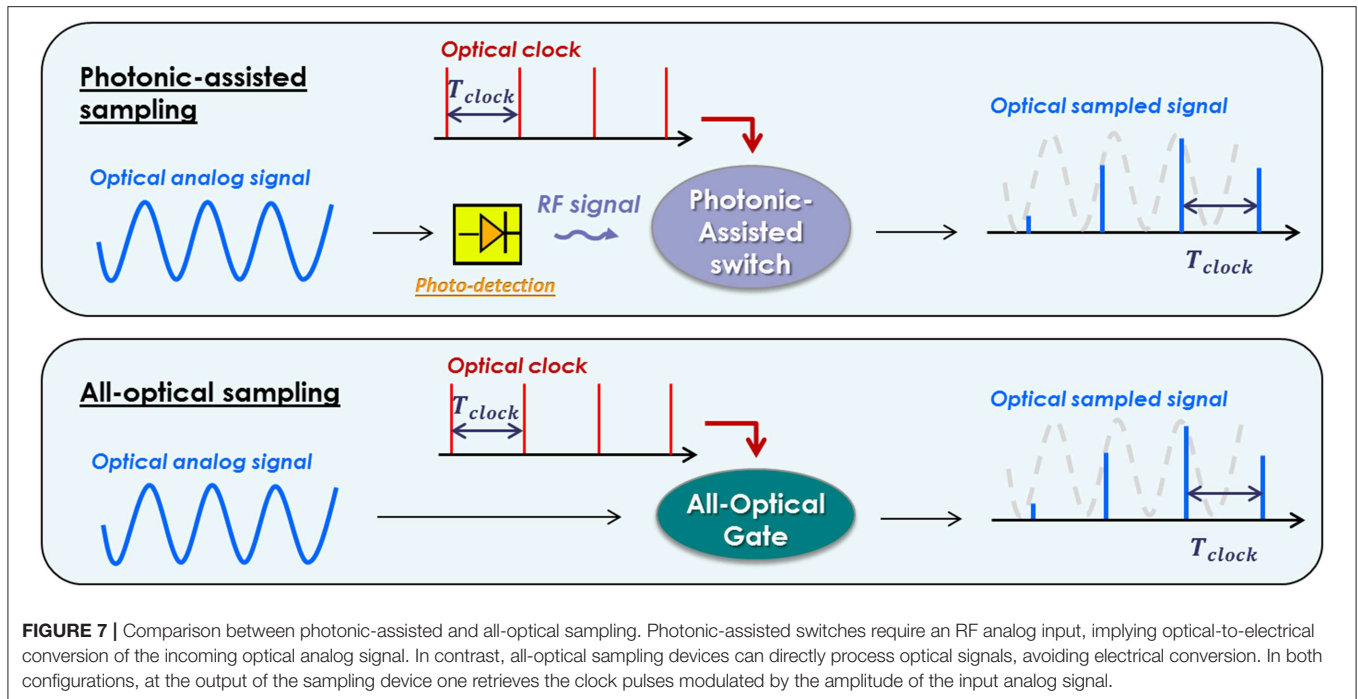 Photonic-assisted
sampling
Optical clock
T_clock
Optical analog signal
RF signal
Photo-detection
Photonic-
Assisted
switch
Optical sampled signal
T_clock
All-optical sampling
Optical clock
T_clock
Optical analog signal
All-Optical
Gate
Optical sampled signal
T_clock
FIGURE 7 | Comparison between photonic-assisted and all-optical sampling. Photonic-assisted switches require an RF analog input, implying optical-to-electrical
conversion of the incoming optical analog signal. In contrast, all-optical sampling devices can directly process optical signals, avoiding electrical conversion. In both
configurations, at the output of the sampling device one retrieves the clock pulses modulated by the amplitude of the input analog signal.